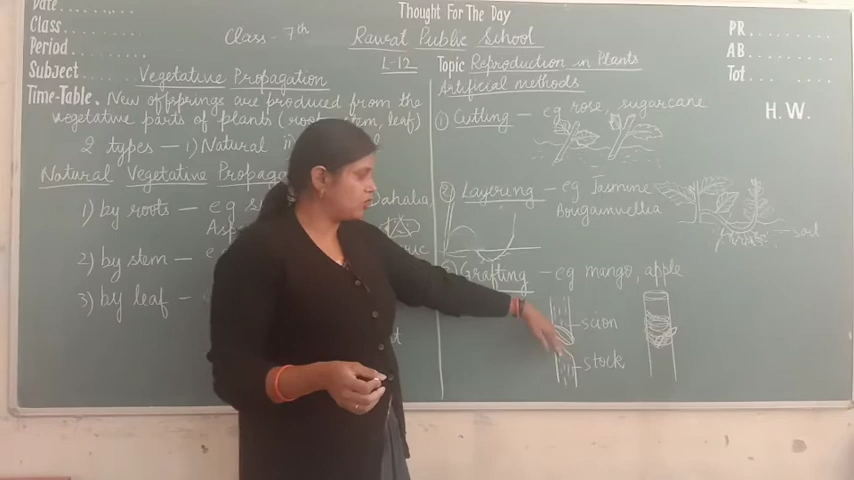 Thought For The Day
Date
Class
Period
Subject
Time-Table.
Class - 7th
Rawat Public School
L-12
Topic Reproduction in Plants
PR
AB
Tot
H.W.
Vegetative Propagation
New offsprings are produced from the
vegetative parts of plants (root, stem, leaf)
2 types — 1) Natural
Natural Vegetative
1) by roots — eg
Dahalia
2) by stem —
3) by leaf —
Artificial methods
1 Cutting — eg rose, sugarcane
2 Layering — eg Jasmine
Bougainvellia
soil
Grafting — eg mango, apple
scion
stock